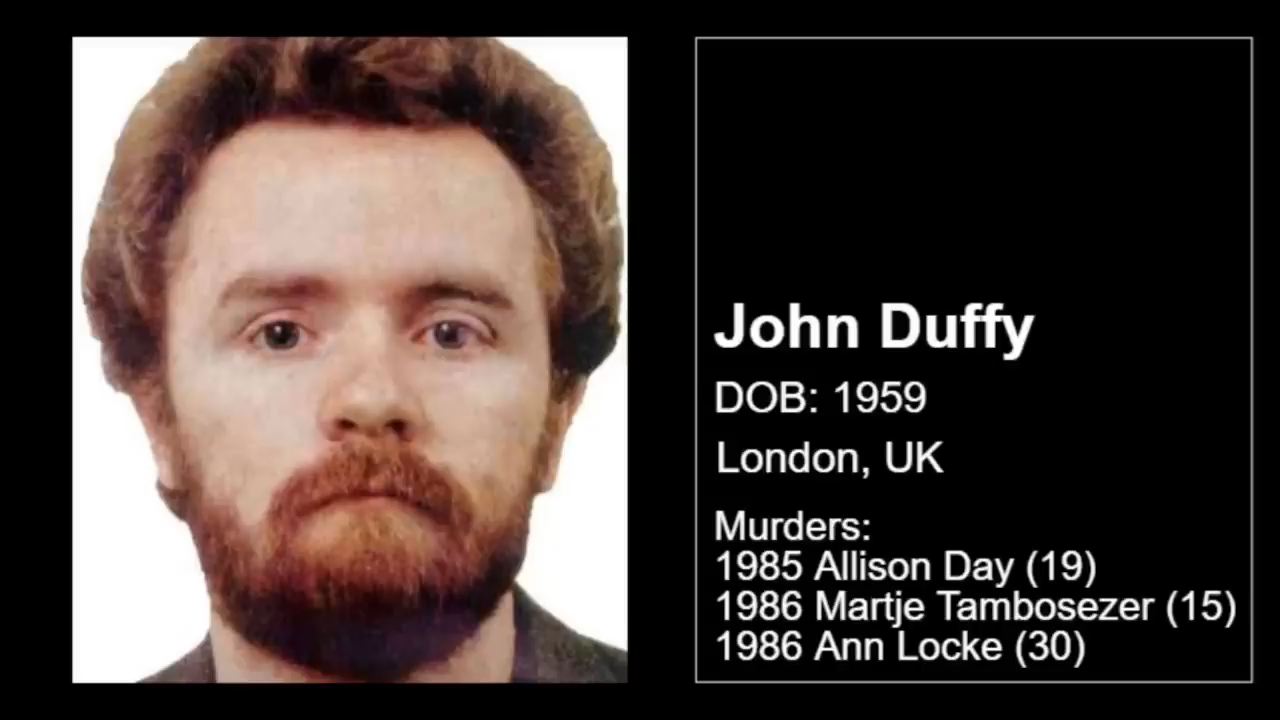 John Duffy
DOB: 1959
London, UK
Murders:
1985 Allison Day (19)
1986 Martje Tambosezer (15)
1986 Ann Locke (30)